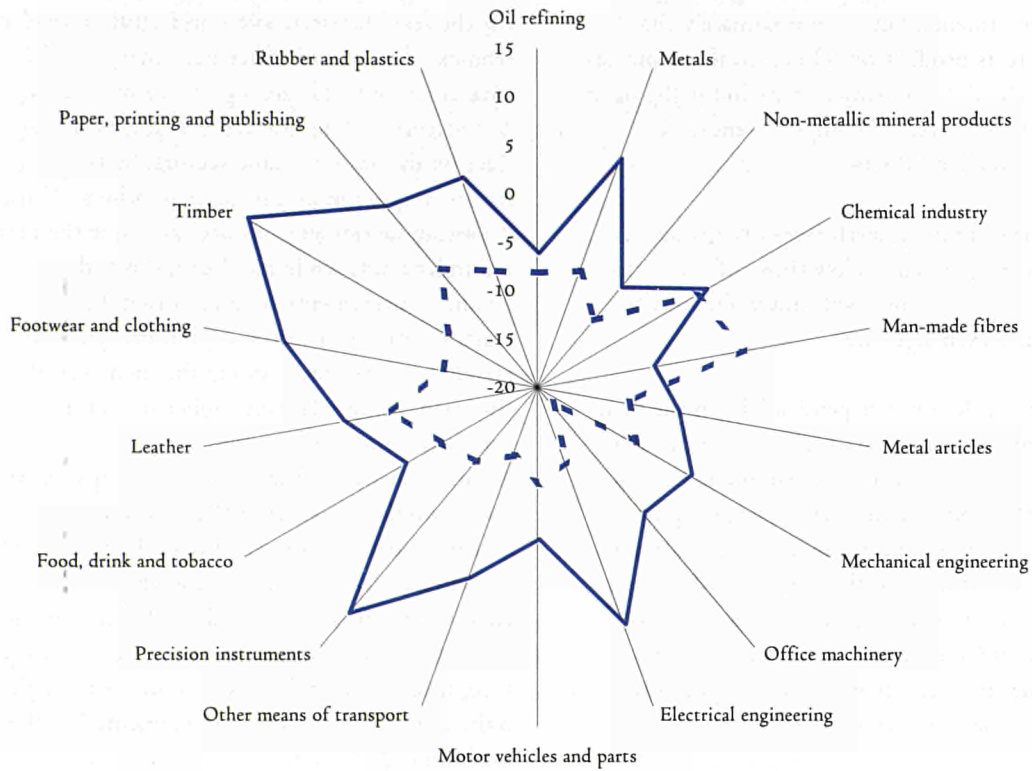 Oil refining
15
Rubber and plastics
Metals
10
Paper, printing and publishing
Non-metallic mineral products
5
0
Timber
Chemical industry
-5
-10
Footwear and clothing
Man-made fibres
-15
-20
Leather
Metal articles
Food, drink and tobacco
Mechanical engineering
Precision instruments
Office machinery
Other means of transport
Electrical engineering
Motor vehicles and parts